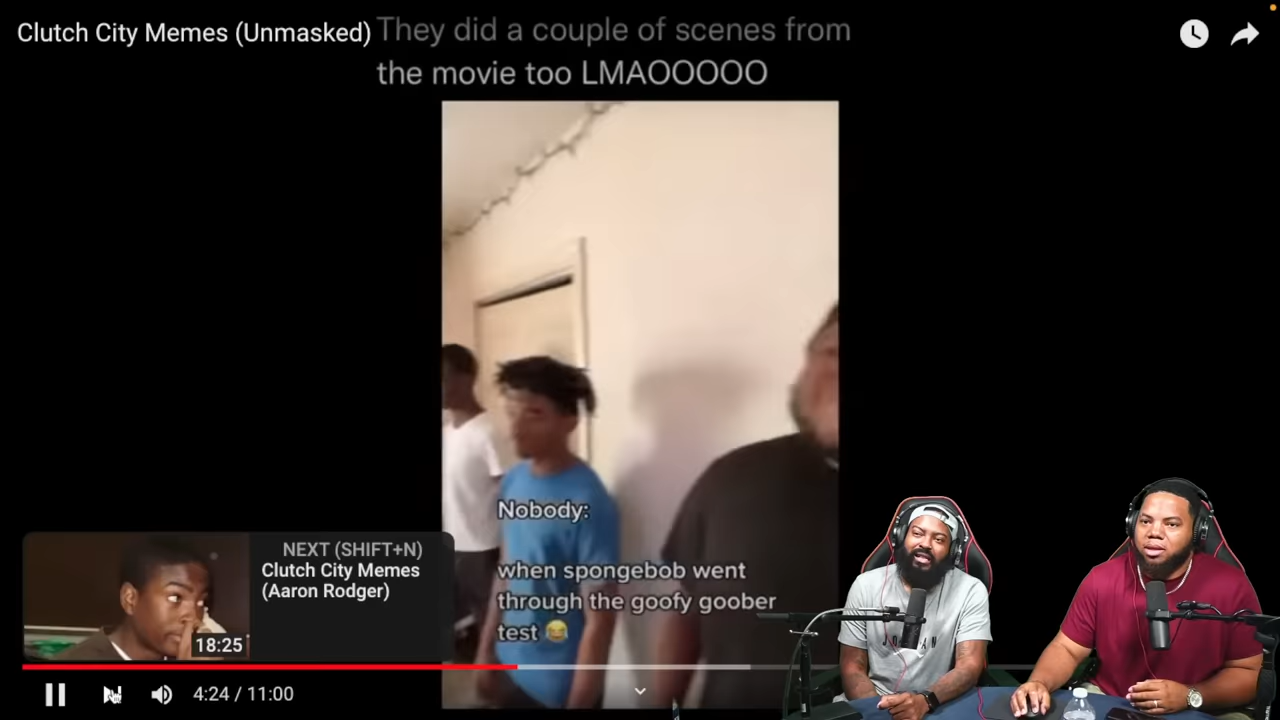 Clutch City Memes (Unmasked)
They did a couple of scenes from
the movie too LMAOOOOO
Nobody:
when spongebob went
through the goofy goober
test 😂
NEXT (SHIFT+N)
Clutch City Memes
(Aaron Rodger)
18:25
4:24 / 11:00
JORDAN